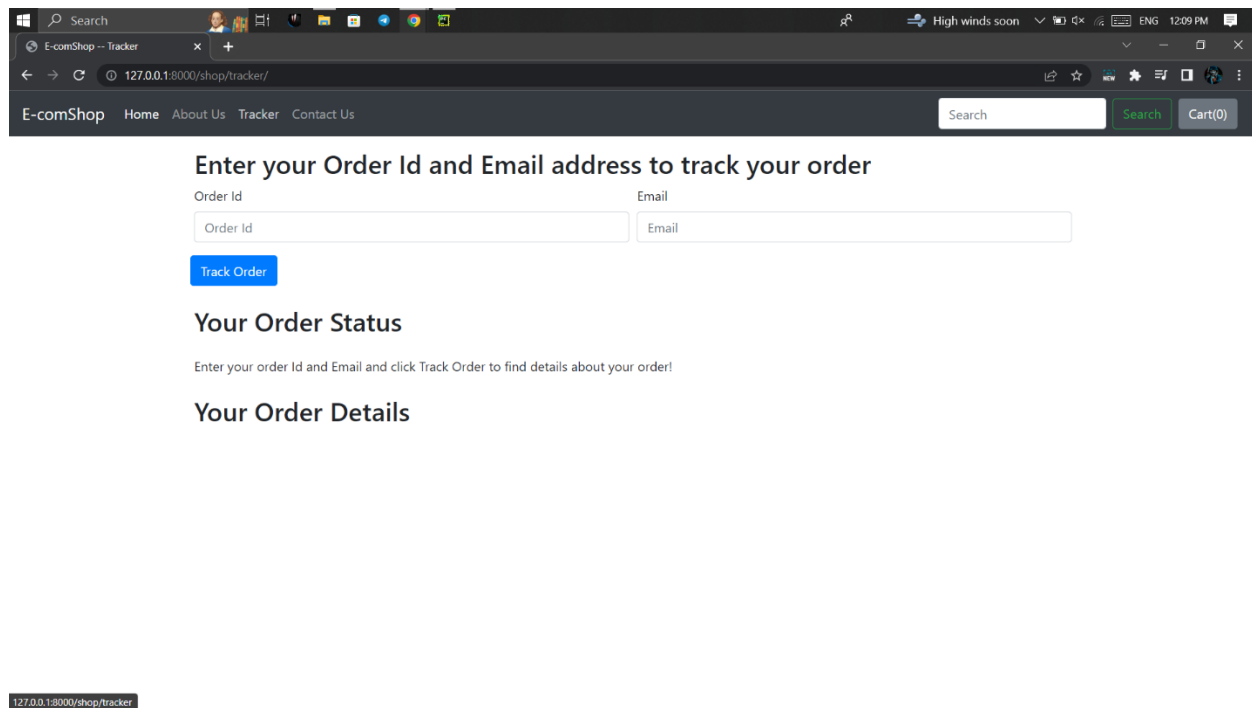 Search High winds soon ENG 12:09 PM
E-comShop -- Tracker
127.0.0.1:8000/shop/tracker/ NEW
E-comShop Home About Us Tracker Contact Us Search Search Cart(0)
Enter your Order Id and Email address to track your order
Order Id Email
Order Id Email
Track Order
Your Order Status
Enter your order Id and Email and click Track Order to find details about your order!
Your Order Details
127.0.0.1:8000/shop/tracker